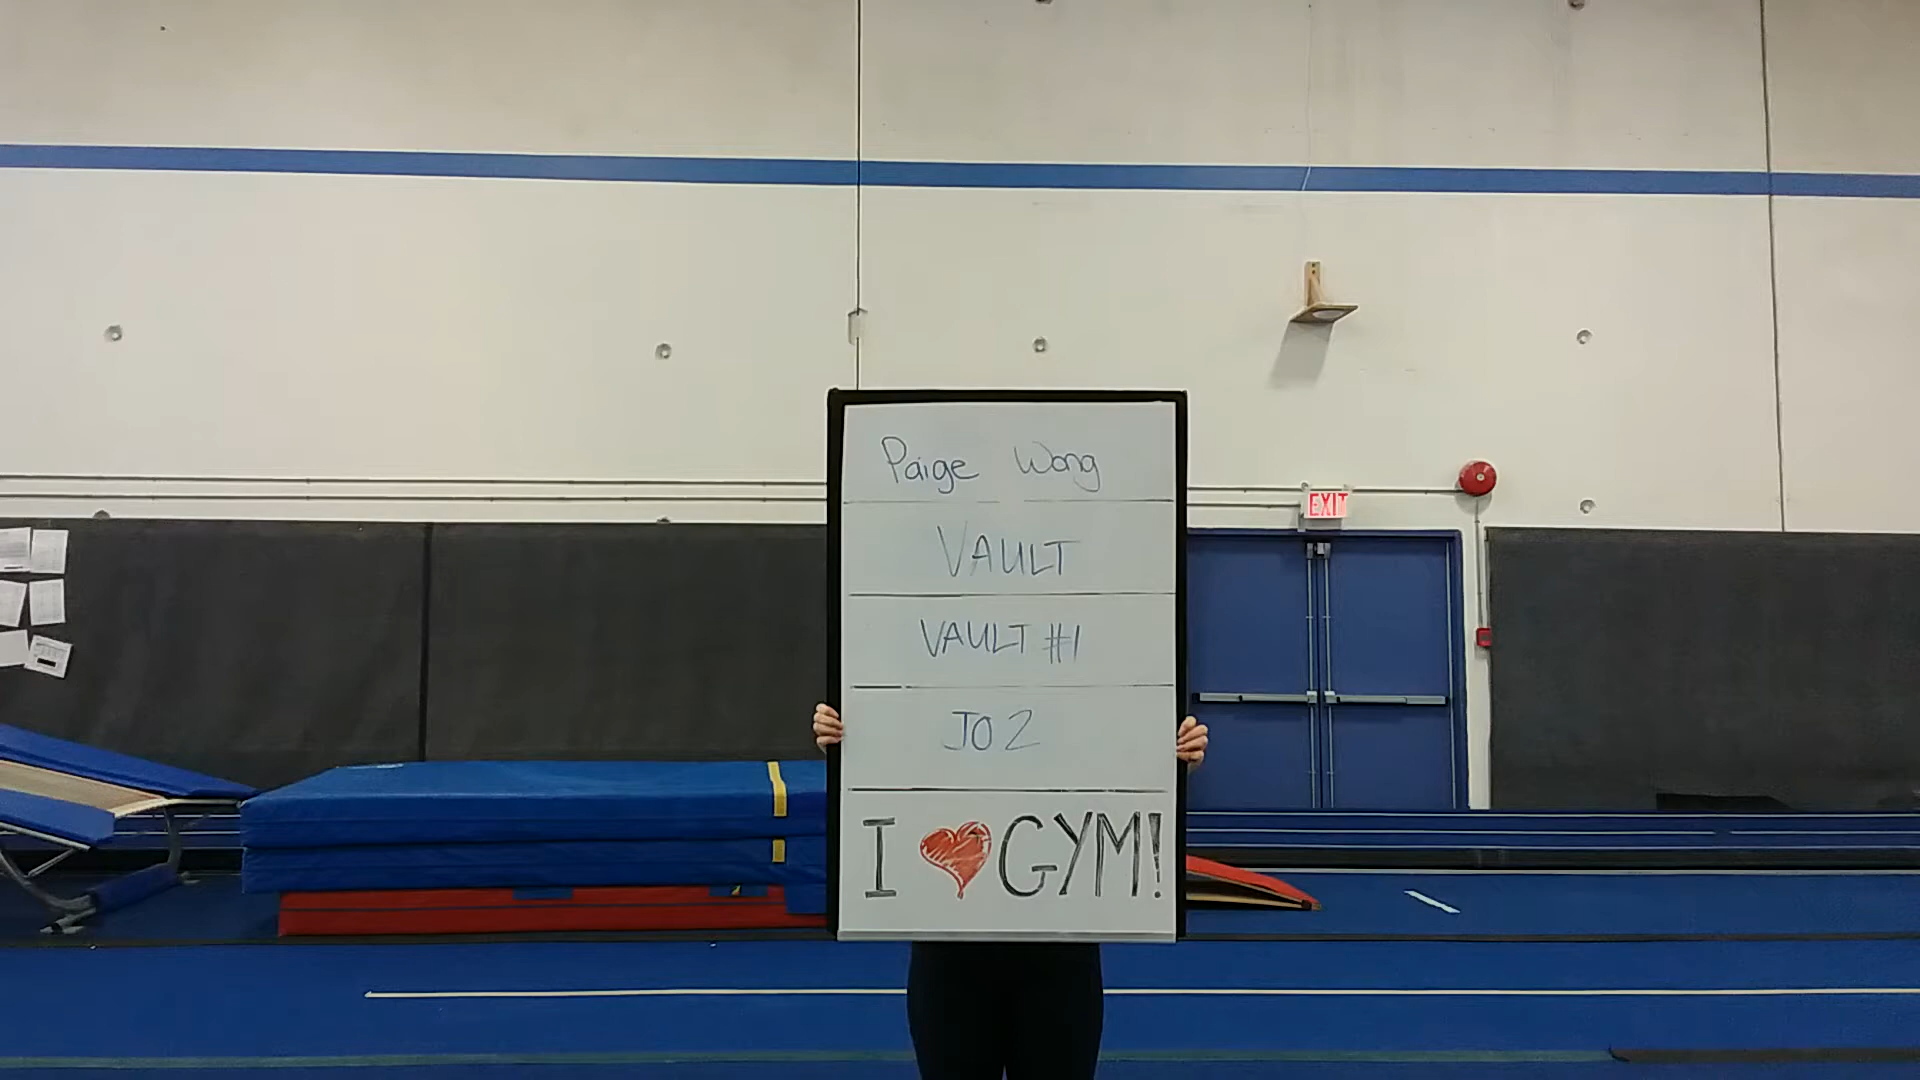 EXIT
Paige Wong
VAULT
VAULT #1
JO 2
I ❤ GYM!